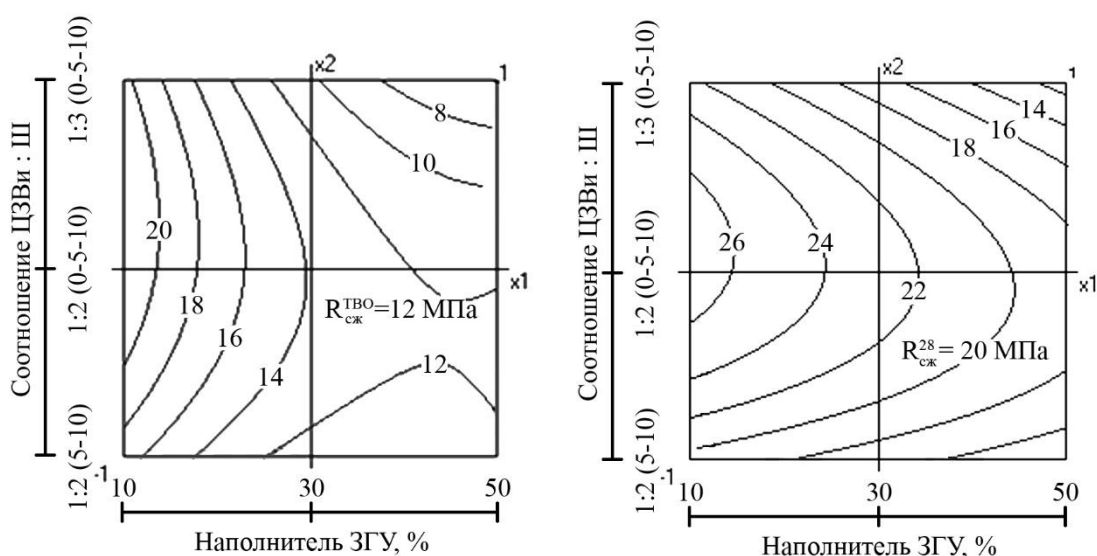 Соотношение ЦЗВи : Ш
1:3 (0-5-10)
1:2 (0-5-10)
1:2 (5-10)
x2
1
8
10
20
x1
R_сж^ТВО=12 МПа
18
16
14
12
-1
10
30
50
Наполнитель ЗГУ, %
Соотношение ЦЗВи : Ш
1:3 (0-5-10)
1:2 (0-5-10)
1:2 (5-10)
x2
1
14
16
18
26
24
x1
22
R_сж^28= 20 МПа
-1
10
30
50
Наполнитель ЗГУ, %